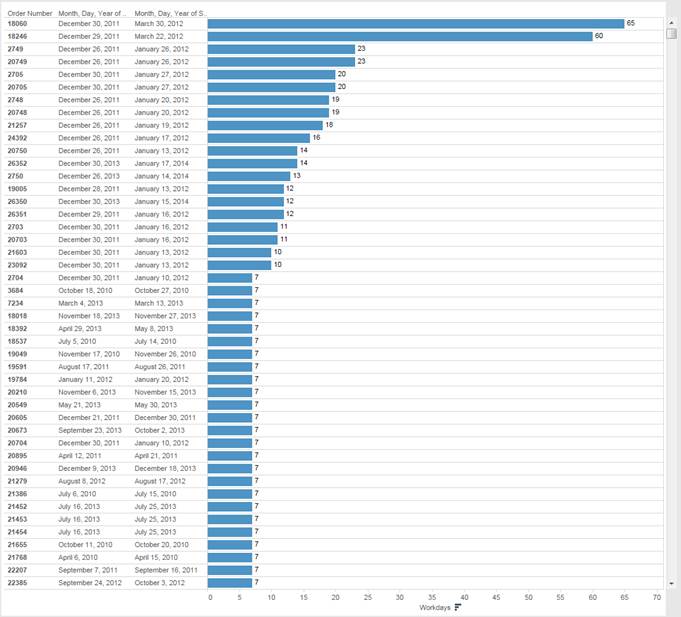 Order Number Month, Day, Year of .. Month, Day, Year of S..
18060 December 30, 2011 March 30, 2012 65
18246 December 29, 2011 March 22, 2012 60
2749 December 26, 2011 January 26, 2012 23
20749 December 26, 2011 January 26, 2012 23
2705 December 30, 2011 January 27, 2012 20
20705 December 30, 2011 January 27, 2012 20
2748 December 26, 2011 January 20, 2012 19
20748 December 26, 2011 January 20, 2012 19
21257 December 26, 2011 January 19, 2012 18
24392 December 26, 2011 January 17, 2012 16
20750 December 26, 2011 January 13, 2012 14
26352 December 30, 2013 January 17, 2014 14
2750 December 26, 2013 January 14, 2014 13
19005 December 28, 2011 January 13, 2012 12
26350 December 30, 2013 January 15, 2014 12
26351 December 29, 2011 January 16, 2012 12
2703 December 30, 2011 January 16, 2012 11
20703 December 30, 2011 January 16, 2012 11
21603 December 30, 2011 January 13, 2012 10
23092 December 30, 2011 January 13, 2012 10
2704 December 30, 2011 January 10, 2012 7
3684 October 18, 2010 October 27, 2010 7
7234 March 4, 2013 March 13, 2013 7
18018 November 18, 2013 November 27, 2013 7
18392 April 29, 2013 May 8, 2013 7
18537 July 5, 2010 July 14, 2010 7
19049 November 17, 2010 November 26, 2010 7
19591 August 17, 2011 August 26, 2011 7
19784 January 11, 2012 January 20, 2012 7
20210 November 6, 2013 November 15, 2013 7
20549 May 21, 2013 May 30, 2013 7
20605 December 21, 2011 December 30, 2011 7
20673 September 23, 2013 October 2, 2013 7
20704 December 30, 2011 January 10, 2012 7
20895 April 12, 2011 April 21, 2011 7
20946 December 9, 2013 December 18, 2013 7
21279 August 8, 2012 August 17, 2012 7
21386 July 6, 2010 July 15, 2010 7
21452 July 16, 2013 July 25, 2013 7
21453 July 16, 2013 July 25, 2013 7
21454 July 16, 2013 July 25, 2013 7
21655 October 11, 2010 October 20, 2010 7
21768 April 6, 2010 April 15, 2010 7
22207 September 7, 2011 September 16, 2011 7
22385 September 24, 2012 October 3, 2012 7
0 5 10 15 20 25 30 35 40 45 50 55 60 65 70
Workdays